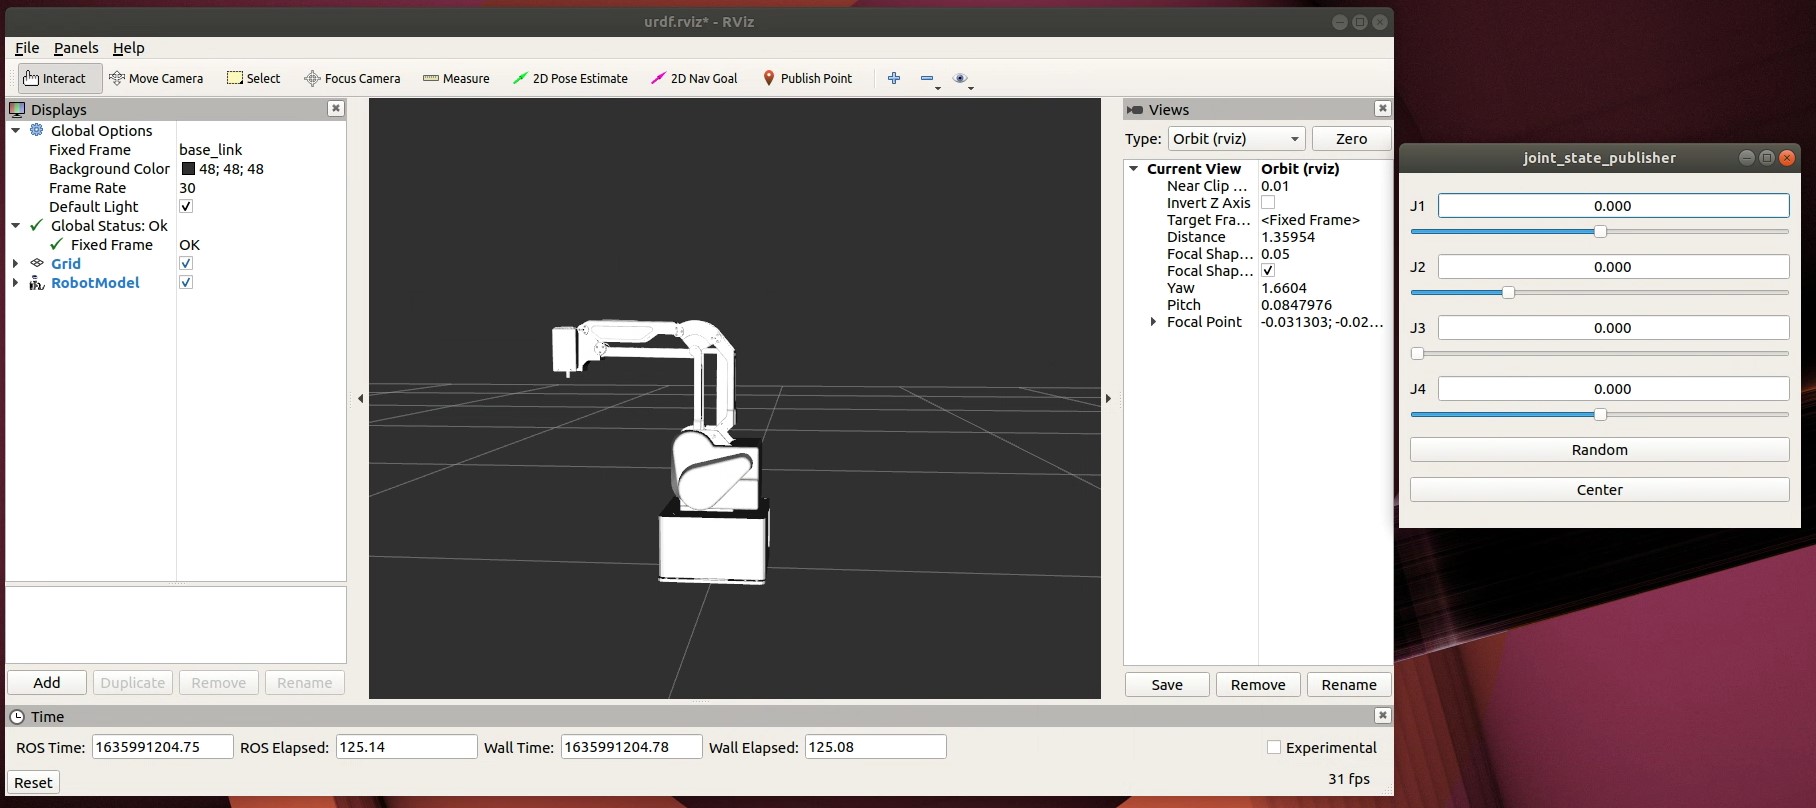 urdf.rviz* - RViz
File Panels Help
Interact Move Camera Select Focus Camera Measure 2D Pose Estimate 2D Nav Goal Publish Point
Displays
Global Options
Fixed Frame base_link
Background Color 48; 48; 48
Frame Rate 30
Default Light
Global Status: Ok
Fixed Frame OK
Grid
RobotModel
Add Duplicate Remove Rename
Views
Type: Orbit (rviz) Zero
Current View Orbit (rviz)
Near Clip ... 0.01
Invert Z Axis
Target Fra... <Fixed Frame>
Distance 1.35954
Focal Shap... 0.05
Focal Shap...
Yaw 1.6604
Pitch 0.0847976
Focal Point -0.031303; -0.02...
Save Remove Rename
Time
ROS Time: 1635991204.75 ROS Elapsed: 125.14 Wall Time: 1635991204.78 Wall Elapsed: 125.08 Experimental
Reset 31 fps
joint_state_publisher
J1 0.000
J2 0.000
J3 0.000
J4 0.000
Random
Center